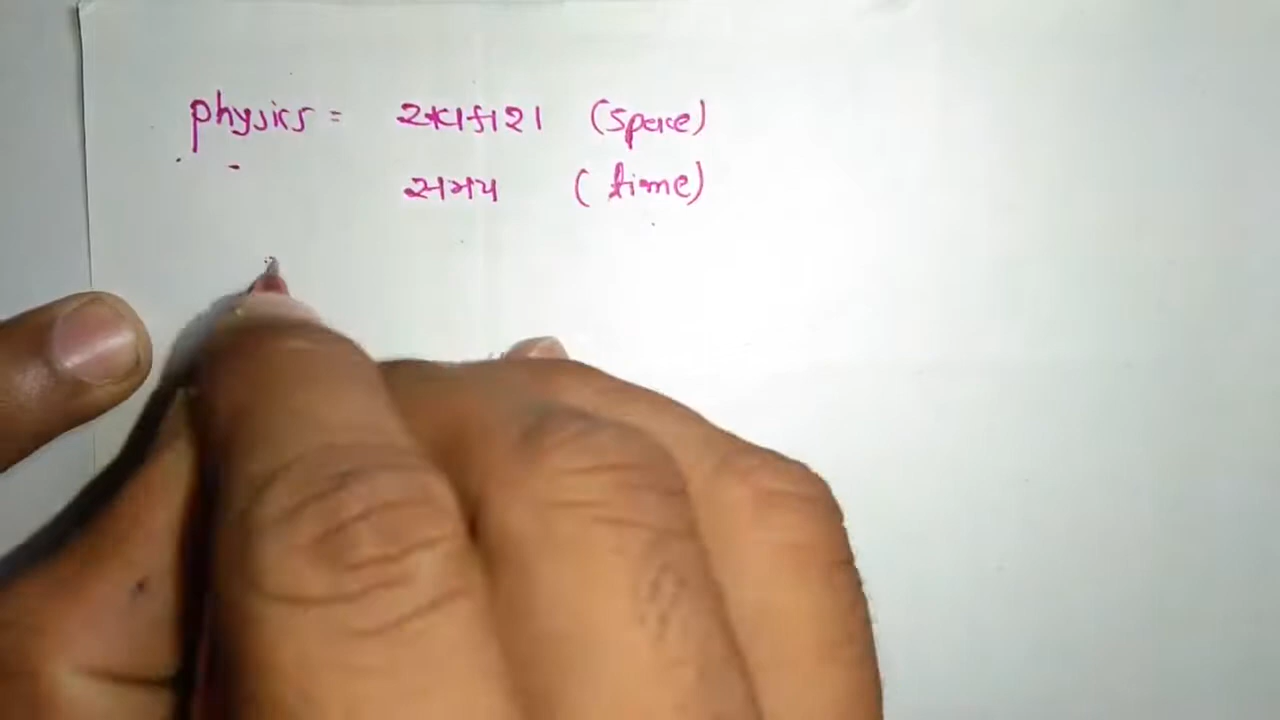 physics = અવકાશ (space)
સમય (time)